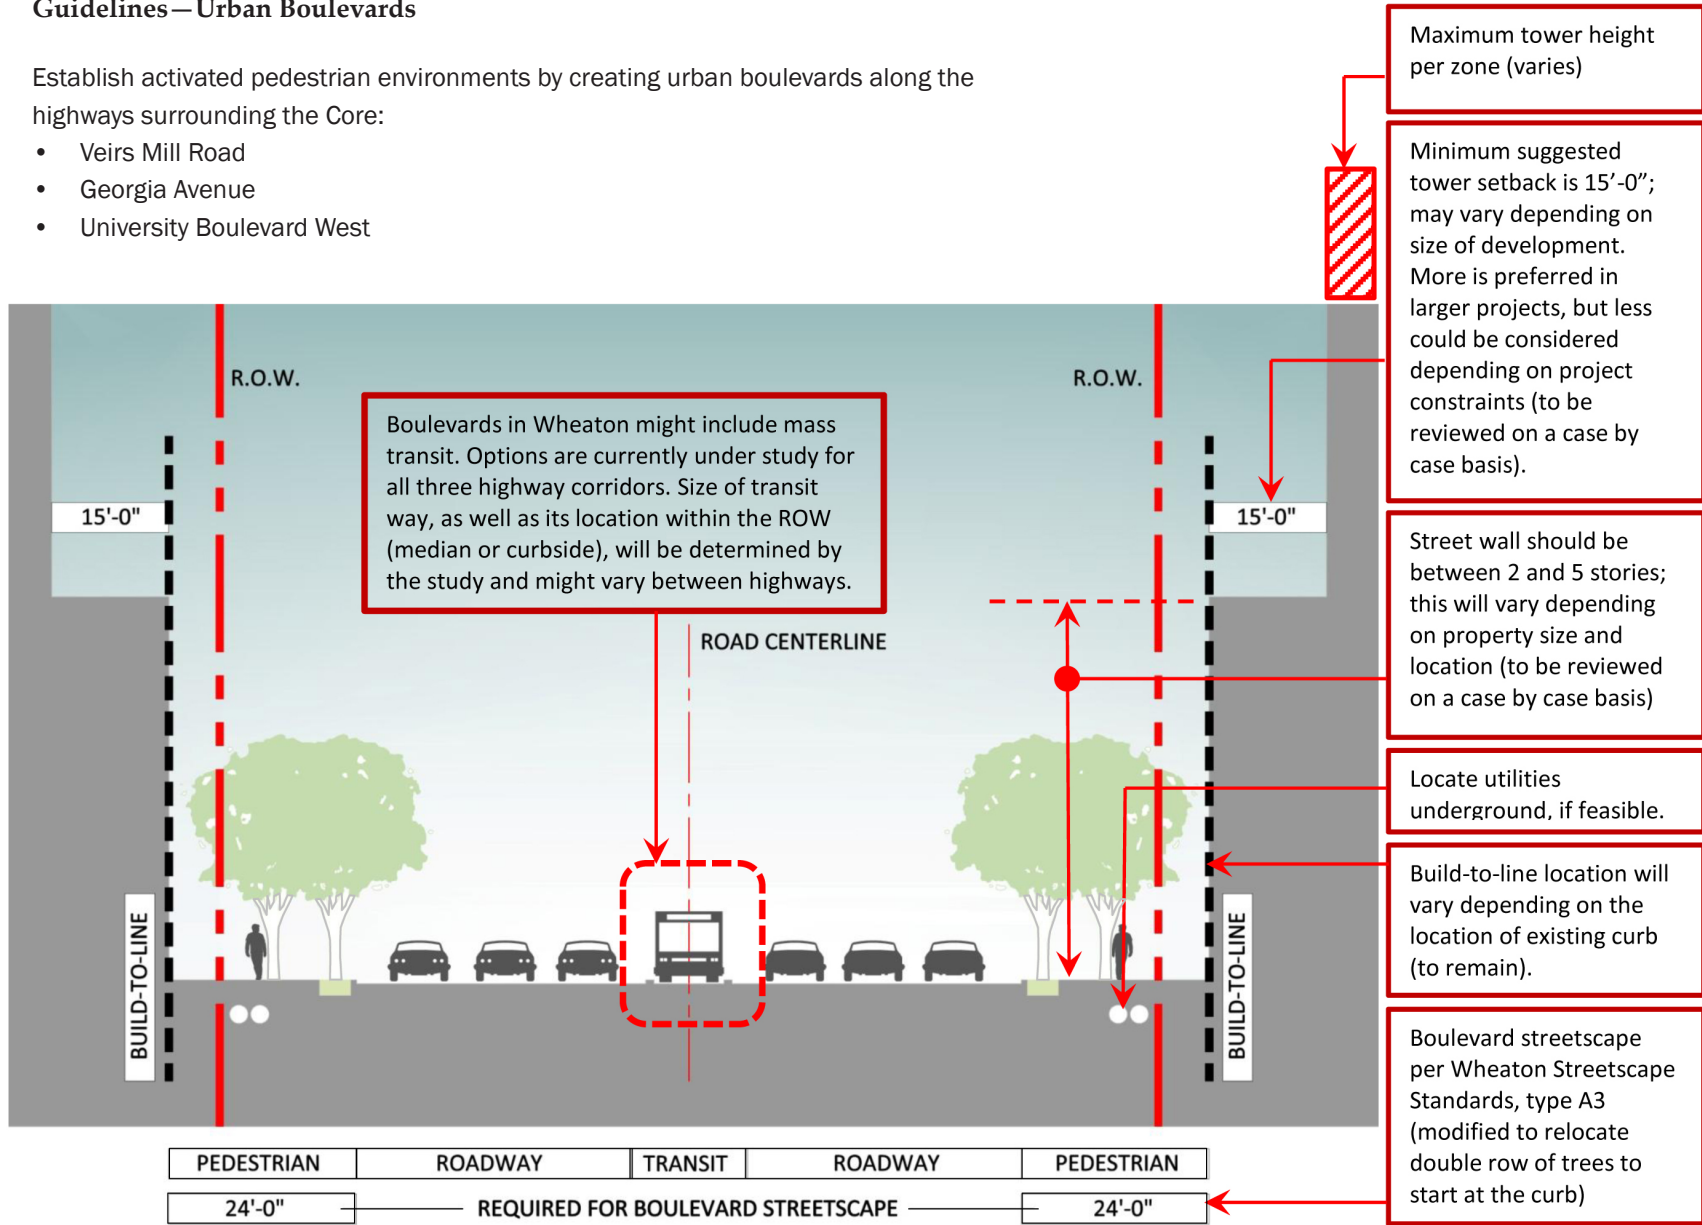 Guidelines—Urban Boulevards
Establish activated pedestrian environments by creating urban boulevards along the
highways surrounding the Core:
• Veirs Mill Road
• Georgia Avenue
• University Boulevard West
Maximum tower height
per zone (varies)
Minimum suggested
tower setback is 15’-0”;
may vary depending on
size of development.
More is preferred in
larger projects, but less
could be considered
depending on project
constraints (to be
reviewed on a case by
case basis).
Street wall should be
between 2 and 5 stories;
this will vary depending
on property size and
location (to be reviewed
on a case by case basis)
Locate utilities
underground, if feasible.
Build-to-line location will
vary depending on the
location of existing curb
(to remain).
Boulevard streetscape
per Wheaton Streetscape
Standards, type A3
(modified to relocate
double row of trees to
start at the curb)
R.O.W.
R.O.W.
Boulevards in Wheaton might include mass
transit. Options are currently under study for
all three highway corridors. Size of transit
way, as well as its location within the ROW
(median or curbside), will be determined by
the study and might vary between highways.
15'-0"
15'-0"
ROAD CENTERLINE
BUILD-TO-LINE
BUILD-TO-LINE
PEDESTRIAN
ROADWAY
TRANSIT
ROADWAY
PEDESTRIAN
24'-0"
REQUIRED FOR BOULEVARD STREETSCAPE
24'-0"